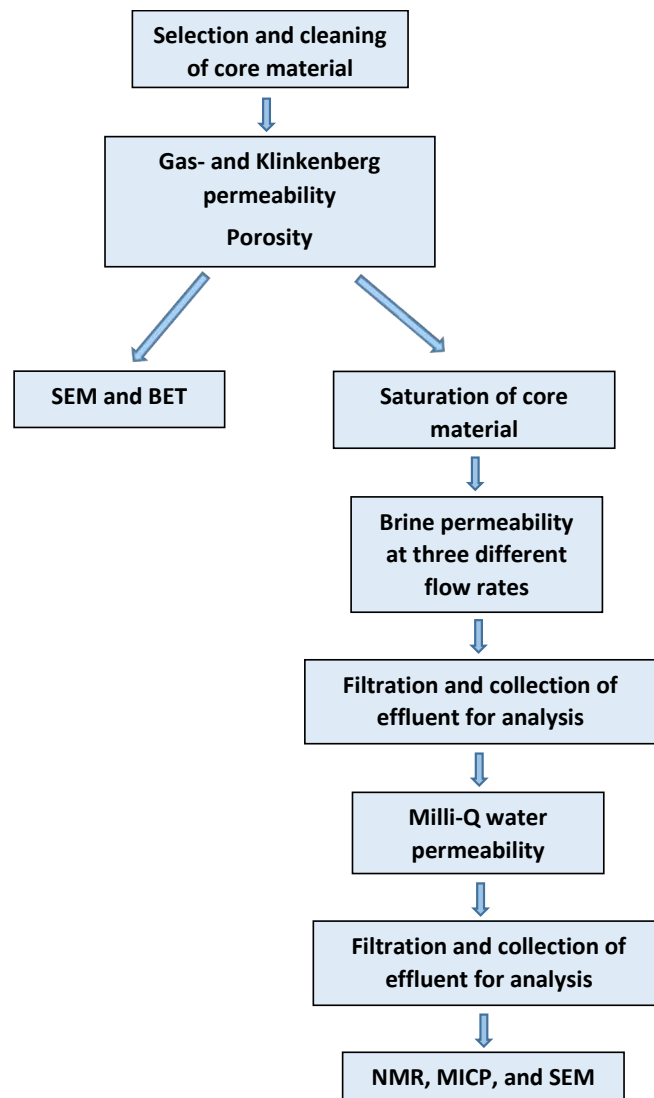 Selection and cleaning
of core material
Gas- and Klinkenberg
permeability
Porosity
SEM and BET
Saturation of core
material
Brine permeability
at three different
flow rates
Filtration and collection of
effluent for analysis
Milli-Q water
permeability
Filtration and collection of
effluent for analysis
NMR, MICP, and SEM